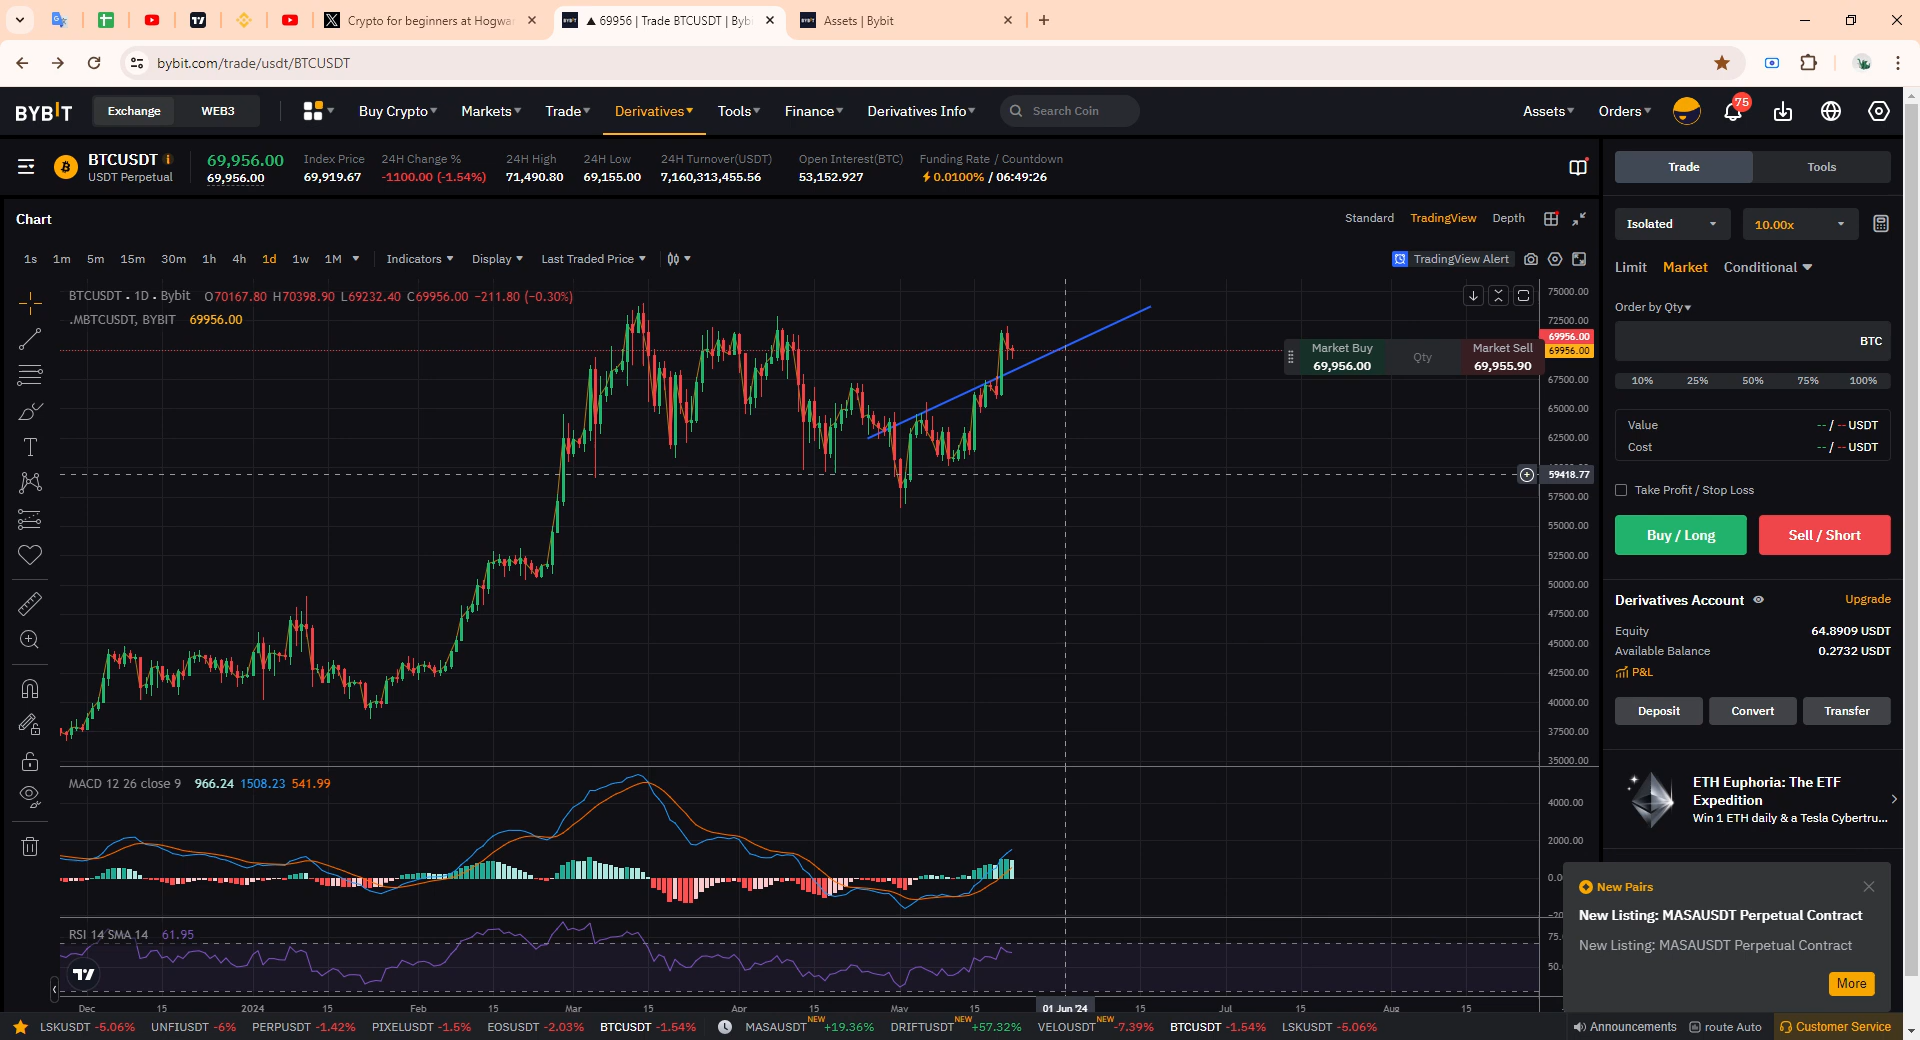 Crypto for beginners at Hogwar
▲ 69956 | Trade BTCUSDT | Byb
Assets | Bybit
bybit.com/trade/usdt/BTCUSDT
BYBIT
Exchange
WEB3
Buy Crypto
Markets
Trade
Derivatives
Tools
Finance
Derivatives Info
Search Coin
Assets
Orders
75
BTCUSDT
USDT Perpetual
69,956.00
69,956.00
Index Price
69,919.67
24H Change %
-1100.00 (-1.54%)
24H High
71,490.80
24H Low
69,155.00
24H Turnover(USDT)
7,160,313,455.56
Open Interest(BTC)
53,152.927
Funding Rate / Countdown
0.0100% / 06:49:26
Trade
Tools
Chart
Standard
TradingView
Depth
Isolated
10.00x
1s 1m 5m 15m 30m 1h 4h 1d 1w 1M
Indicators
Display
Last Traded Price
TradingView Alert
Limit
Market
Conditional
BTCUSDT · 1D · Bybit O70167.80 H70398.90 L69232.40 C69956.00 -211.80 (-0.30%)
.MBTCUSDT, BYBIT 69956.00
75000.00
72500.00
69956.00
69956.00
67500.00
65000.00
62500.00
59418.77
57500.00
55000.00
52500.00
50000.00
47500.00
45000.00
42500.00
40000.00
37500.00
35000.00
Market Buy
69,956.00
Qty
Market Sell
69,955.90
Order by Qty
BTC
10% 25% 50% 75% 100%
Value
-- / -- USDT
Cost
-- / -- USDT
Take Profit / Stop Loss
Buy / Long
Sell / Short
Derivatives Account
Upgrade
Equity
64.8909 USDT
Available Balance
0.2732 USDT
P&L
Deposit
Convert
Transfer
MACD 12 26 close 9 966.24 1508.23 541.99
4000.00
2000.00
0.0
ETH Euphoria: The ETF
Expedition
Win 1 ETH daily & a Tesla Cybertru...
RSI 14 SMA 14 61.95
75.
50.
New Pairs
New Listing: MASAUSDT Perpetual Contract
New Listing: MASAUSDT Perpetual Contract
More
Dec 15 2024 15 Feb 15 Mar 15 Apr 15 May 15 01 Jun '24 15 Jul 15 Aug 15
LSKUSDT -5.06%
UNFIUSDT -6%
PERPUSDT -1.42%
PIXELUSDT -1.5%
EOSUSDT -2.03%
BTCUSDT -1.54%
MASAUSDT NEW +19.36%
DRIFTUSDT NEW +57.32%
VELOUSDT NEW -7.39%
BTCUSDT -1.54%
LSKUSDT -5.06%
Announcements
route Auto
Customer Service